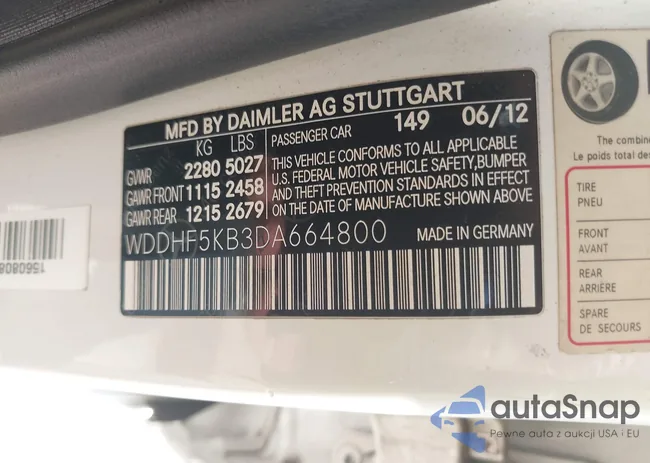 MFD BY DAIMLER AG STUTTGART
KG LBS
PASSENGER CAR 149 06/12
GVWR 2280 5027
GAWR FRONT 1115 2458
GAWR REAR 1215 2679
THIS VEHICLE CONFORMS TO ALL APPLICABLE
U.S. FEDERAL MOTOR VEHICLE SAFETY,BUMPER
AND THEFT PREVENTION STANDARDS IN EFFECT
ON THE DATE OF MANUFACTURE SHOWN ABOVE
WDDHF5KB3DA664800 MADE IN GERMANY
1560808
The combine
Le poids total des
TIRE
PNEU
FRONT
AVANT
REAR
ARRIÈRE
SPARE
DE SECOURS
autaSnap
Pewne auta z aukcji USA i EU